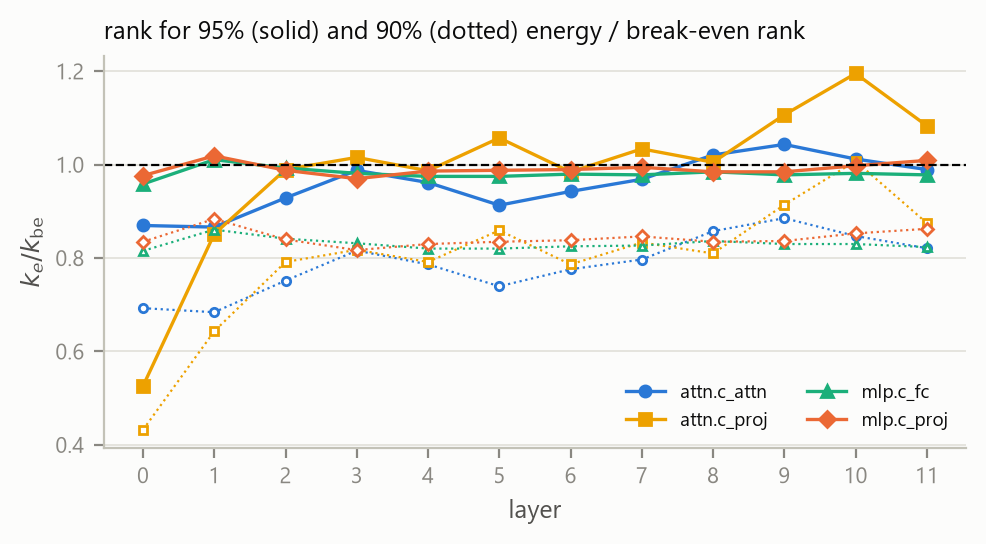 rank for 95% (solid) and 90% (dotted) energy / break-even rank
1.2
1.0
0.8
0.6
0.4
k_e/k_be
0 1 2 3 4 5 6 7 8 9 10 11
layer
attn.c_attn mlp.c_fc
attn.c_proj mlp.c_proj